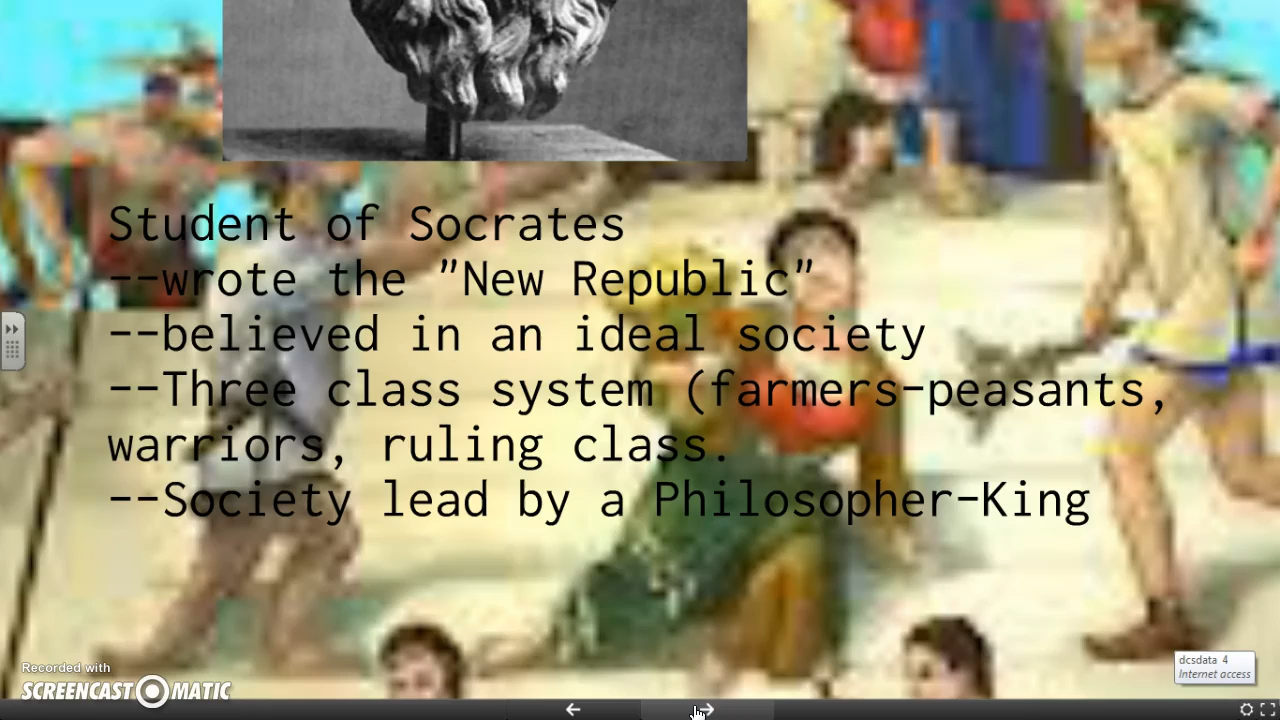 Student of Socrates
--wrote the "New Republic"
--believed in an ideal society
--Three class system (farmers-peasants,
warriors, ruling class.
--Society lead by a Philosopher-King
Recorded with
SCREENCAST MATIC
dcsdata 4
Internet access